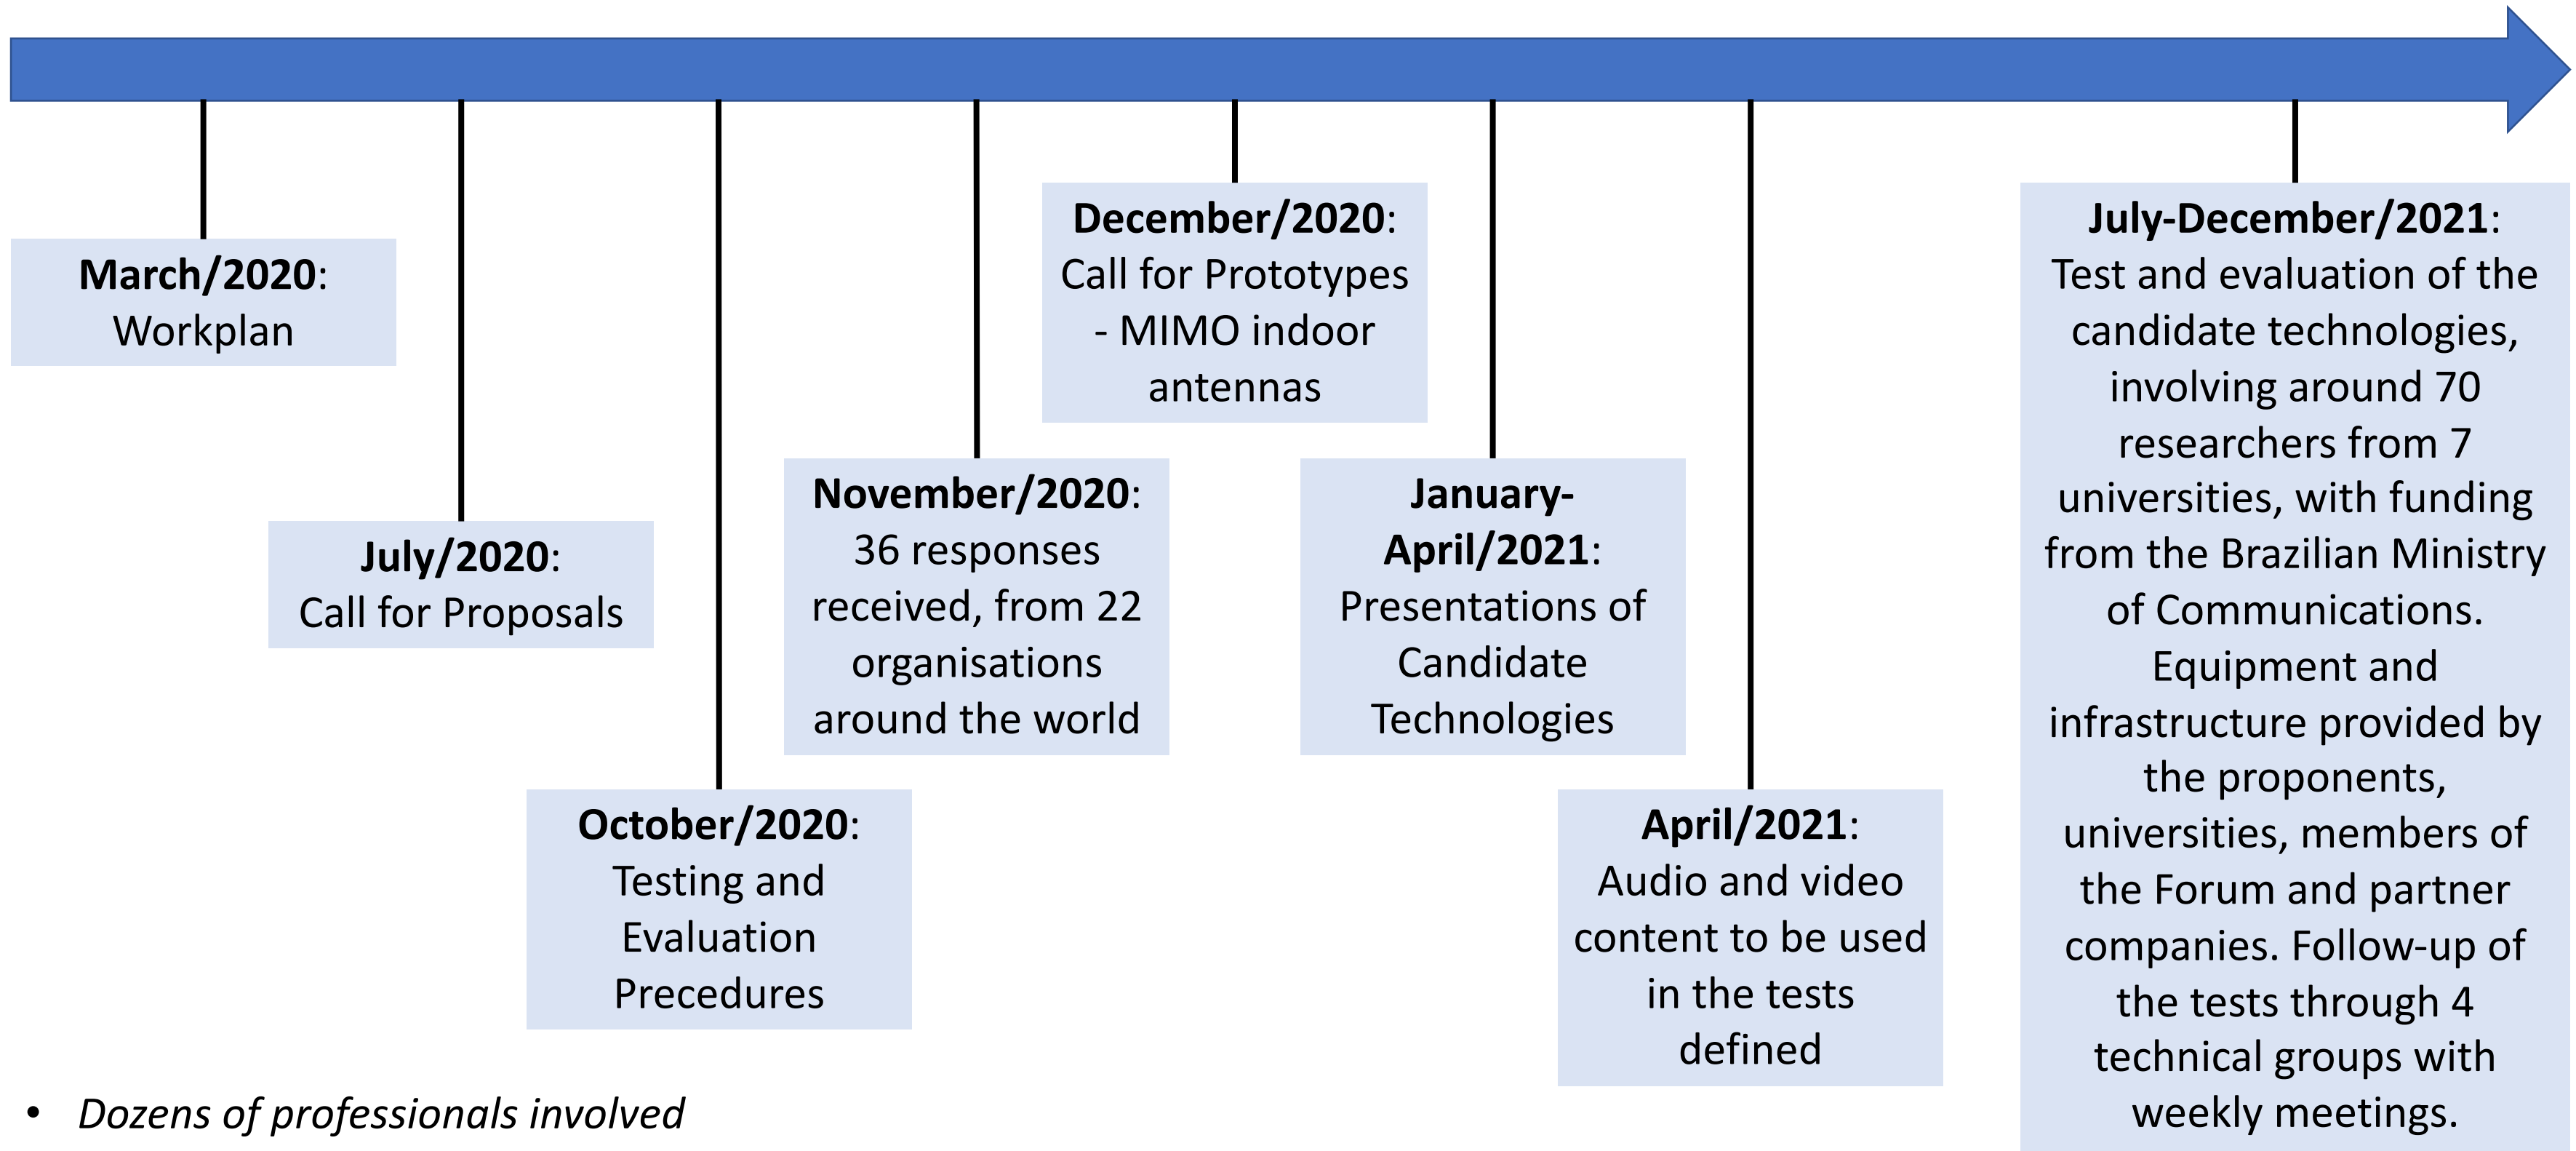 March/2020:
Workplan
July/2020:
Call for Proposals
October/2020:
Testing and
Evaluation
Precedures
November/2020:
36 responses
received, from 22
organisations
around the world
December/2020:
Call for Prototypes
- MIMO indoor
antennas
January-
April/2021:
Presentations of
Candidate
Technologies
April/2021:
Audio and video
content to be used
in the tests
defined
July-December/2021:
Test and evaluation of the
candidate technologies,
involving around 70
researchers from 7
universities, with funding
from the Brazilian Ministry
of Communications.
Equipment and
infrastructure provided by
the proponents,
universities, members of
the Forum and partner
companies. Follow-up of
the tests through 4
technical groups with
weekly meetings.
• Dozens of professionals involved